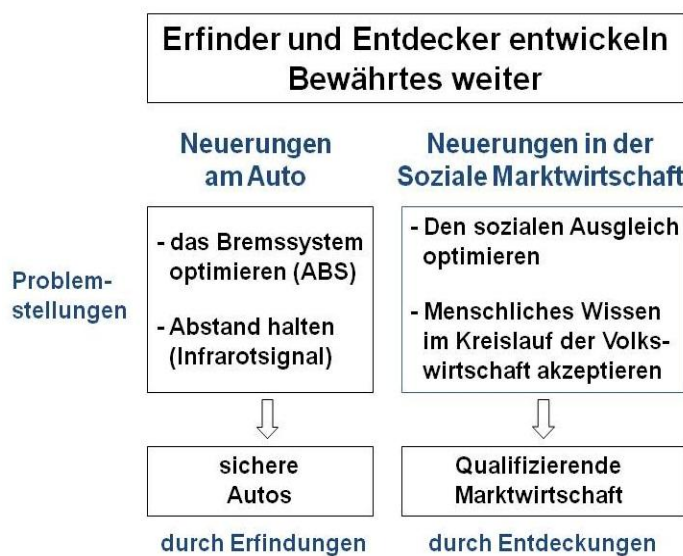 Erfinder und Entdecker entwickeln
Bewährtes weiter
Neuerungen
am Auto
Neuerungen in der
Soziale Marktwirtschaft
Problem-
stellungen
- das Bremssystem
optimieren (ABS)
- Abstand halten
(Infrarotsignal)
- Den sozialen Ausgleich
optimieren
- Menschliches Wissen
im Kreislauf der Volks-
wirtschaft akzeptieren
sichere
Autos
Qualifizierende
Marktwirtschaft
durch Erfindungen
durch Entdeckungen